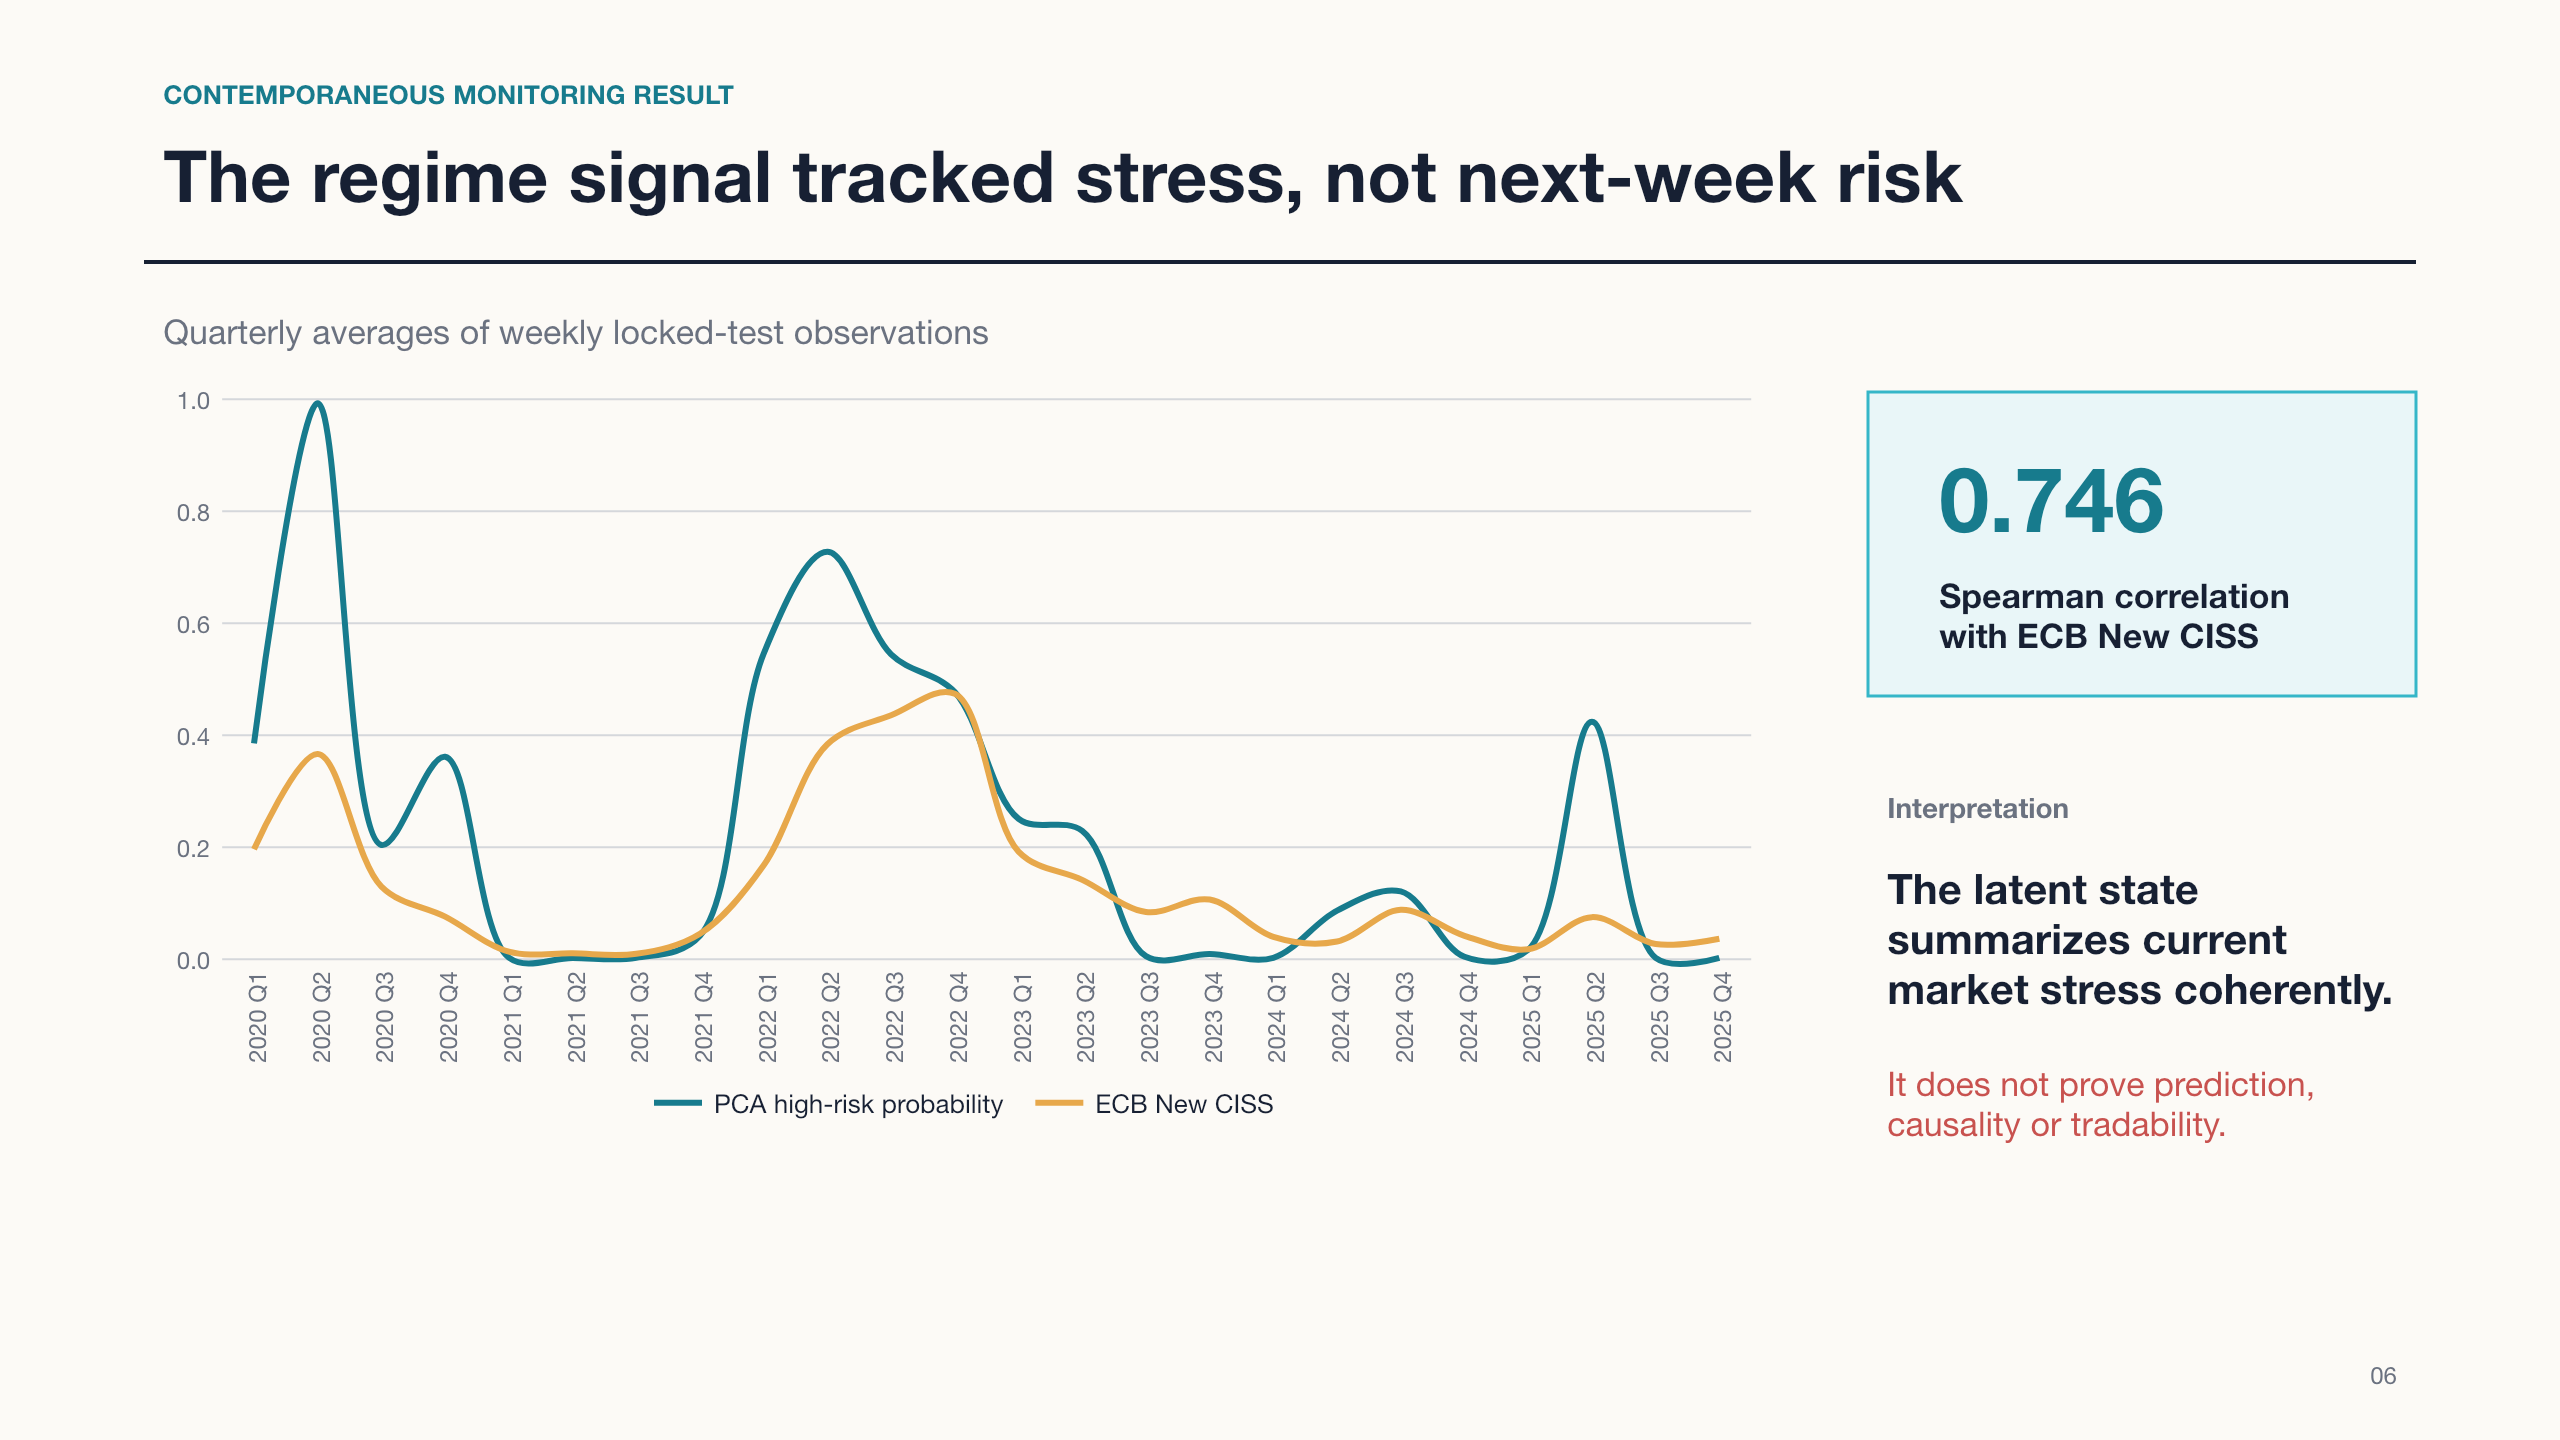 CONTEMPORANEOUS MONITORING RESULT
The regime signal tracked stress, not next-week risk
Quarterly averages of weekly locked-test observations
1.0
0.8
0.6
0.4
0.2
0.0
2020 Q1
2020 Q2
2020 Q3
2020 Q4
2021 Q1
2021 Q2
2021 Q3
2021 Q4
2022 Q1
2022 Q2
2022 Q3
2022 Q4
2023 Q1
2023 Q2
2023 Q3
2023 Q4
2024 Q1
2024 Q2
2024 Q3
2024 Q4
2025 Q1
2025 Q2
2025 Q3
2025 Q4
PCA high-risk probability
ECB New CISS
0.746
Spearman correlation
with ECB New CISS
Interpretation
The latent state
summarizes current
market stress coherently.
It does not prove prediction,
causality or tradability.
06